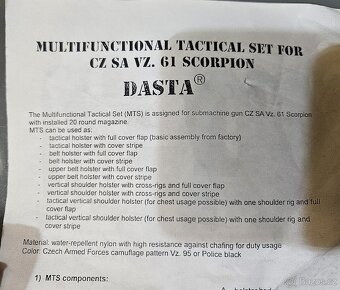 MULTIFUNCTIONAL TACTICAL SET FOR
CZ SA VZ. 61 SCORPION
DASTA®
The Multifunctional Tactical Set (MTS) is assigned for submachine gun CZ SA Vz. 61 Scorpion
with installed 20 round magazine.
MTS can be used as:
- tactical holster with full cover flap (basic assembly from factory)
- tactical holster with cover stripe
- belt holster with full cover flap
- belt holster with cover stripe
- upper belt holster with full cover flap
- upper belt holster with cover stripe
- vertical shoulder holster with cross-rigs and full cover flap
- vertical shoulder holster with cross-rigs and cover stripe
- tactical vertical shoulder holster (for chest usage possible) with one shoulder rig and full
cover flap
- tactical vertical shoulder holster (for chest usage possible) with one shoulder rig and
cover stripe
Material: water-repellent nylon with high resistance against chafing for duty usage
Color: Czech Armed Forces camouflage pattern Vz. 95 or Police black
1) MTS components: